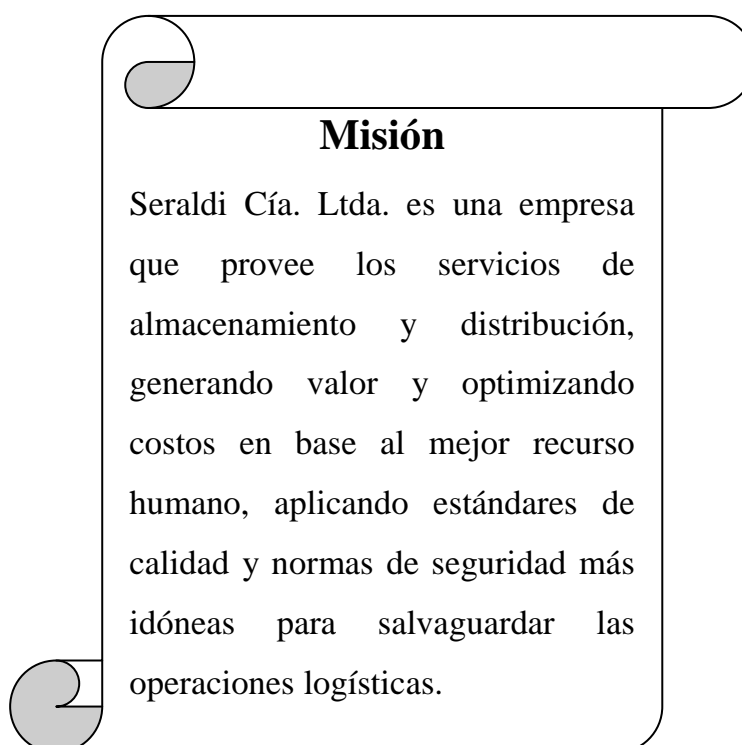 Misión
Seraldi Cía. Ltda. es una empresa
que provee los servicios de
almacenamiento y distribución,
generando valor y optimizando
costos en base al mejor recurso
humano, aplicando estándares de
calidad y normas de seguridad más
idóneas para salvaguardar las
operaciones logísticas.